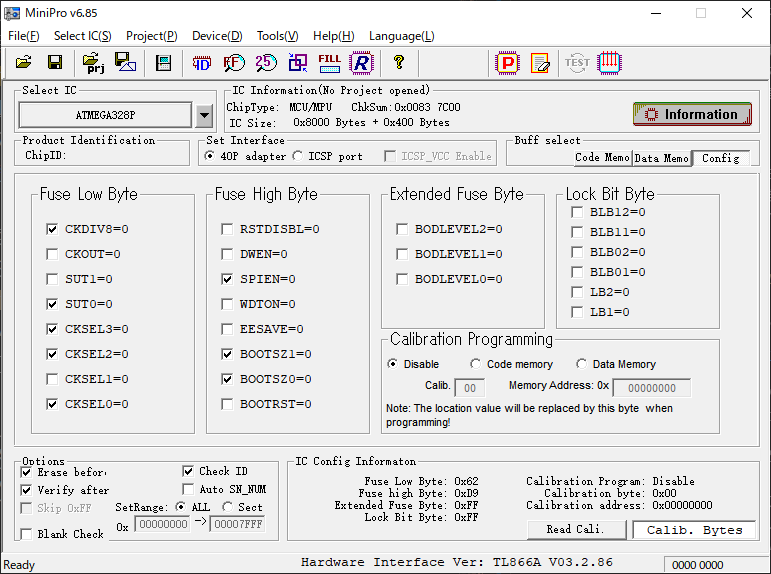 MiniPro v6.85
File(F) Select IC(S) Project(P) Device(D) Tools(V) Help(H) Language(L)
prj ID FF 25 FILL R ? P TEST
Select IC
ATMEGA328P
IC Information(No Project opened)
ChipType: MCU/MPU ChkSum:0x0083 7C00
IC Size: 0x8000 Bytes + 0x400 Bytes
Information
Product Identification
ChipID:
Set Interface
40P adapter ICSP port ICSP_VCC Enable
Buff select
Code Memo Data Memo Config
Fuse Low Byte
CKDIV8=0
CKOUT=0
SUT1=0
SUT0=0
CKSEL3=0
CKSEL2=0
CKSEL1=0
CKSEL0=0
Fuse High Byte
RSTDISBL=0
DWEN=0
SPIEN=0
WDTON=0
EESAVE=0
BOOTSZ1=0
BOOTSZ0=0
BOOTRST=0
Extended Fuse Byte
BODLEVEL2=0
BODLEVEL1=0
BODLEVEL0=0
Lock Bit Byte
BLB12=0
BLB11=0
BLB02=0
BLB01=0
LB2=0
LB1=0
Calibration Programming
Disable Code memory Data Memory
Calib. 00 Memory Address: 0x 00000000
Note: The location value will be replaced by this byte when
programming!
Options
Erase before
Verify after
Skip 0xFF
Blank Check
Check ID
Auto SN_NUM
SetRange: ALL Sect
0x 00000000 -> 00007FFF
IC Config Informaton
Fuse Low Byte: 0x62
Fuse high Byte: 0xD9
Extended Fuse Byte: 0xFF
Lock Bit Byte: 0xFF
Calibration Program: Disable
Calibration byte: 0x00
Calibration address: 0x00000000
Read Cali. Calib. Bytes
Ready Hardware Interface Ver: TL866A V03.2.86 0000 0000